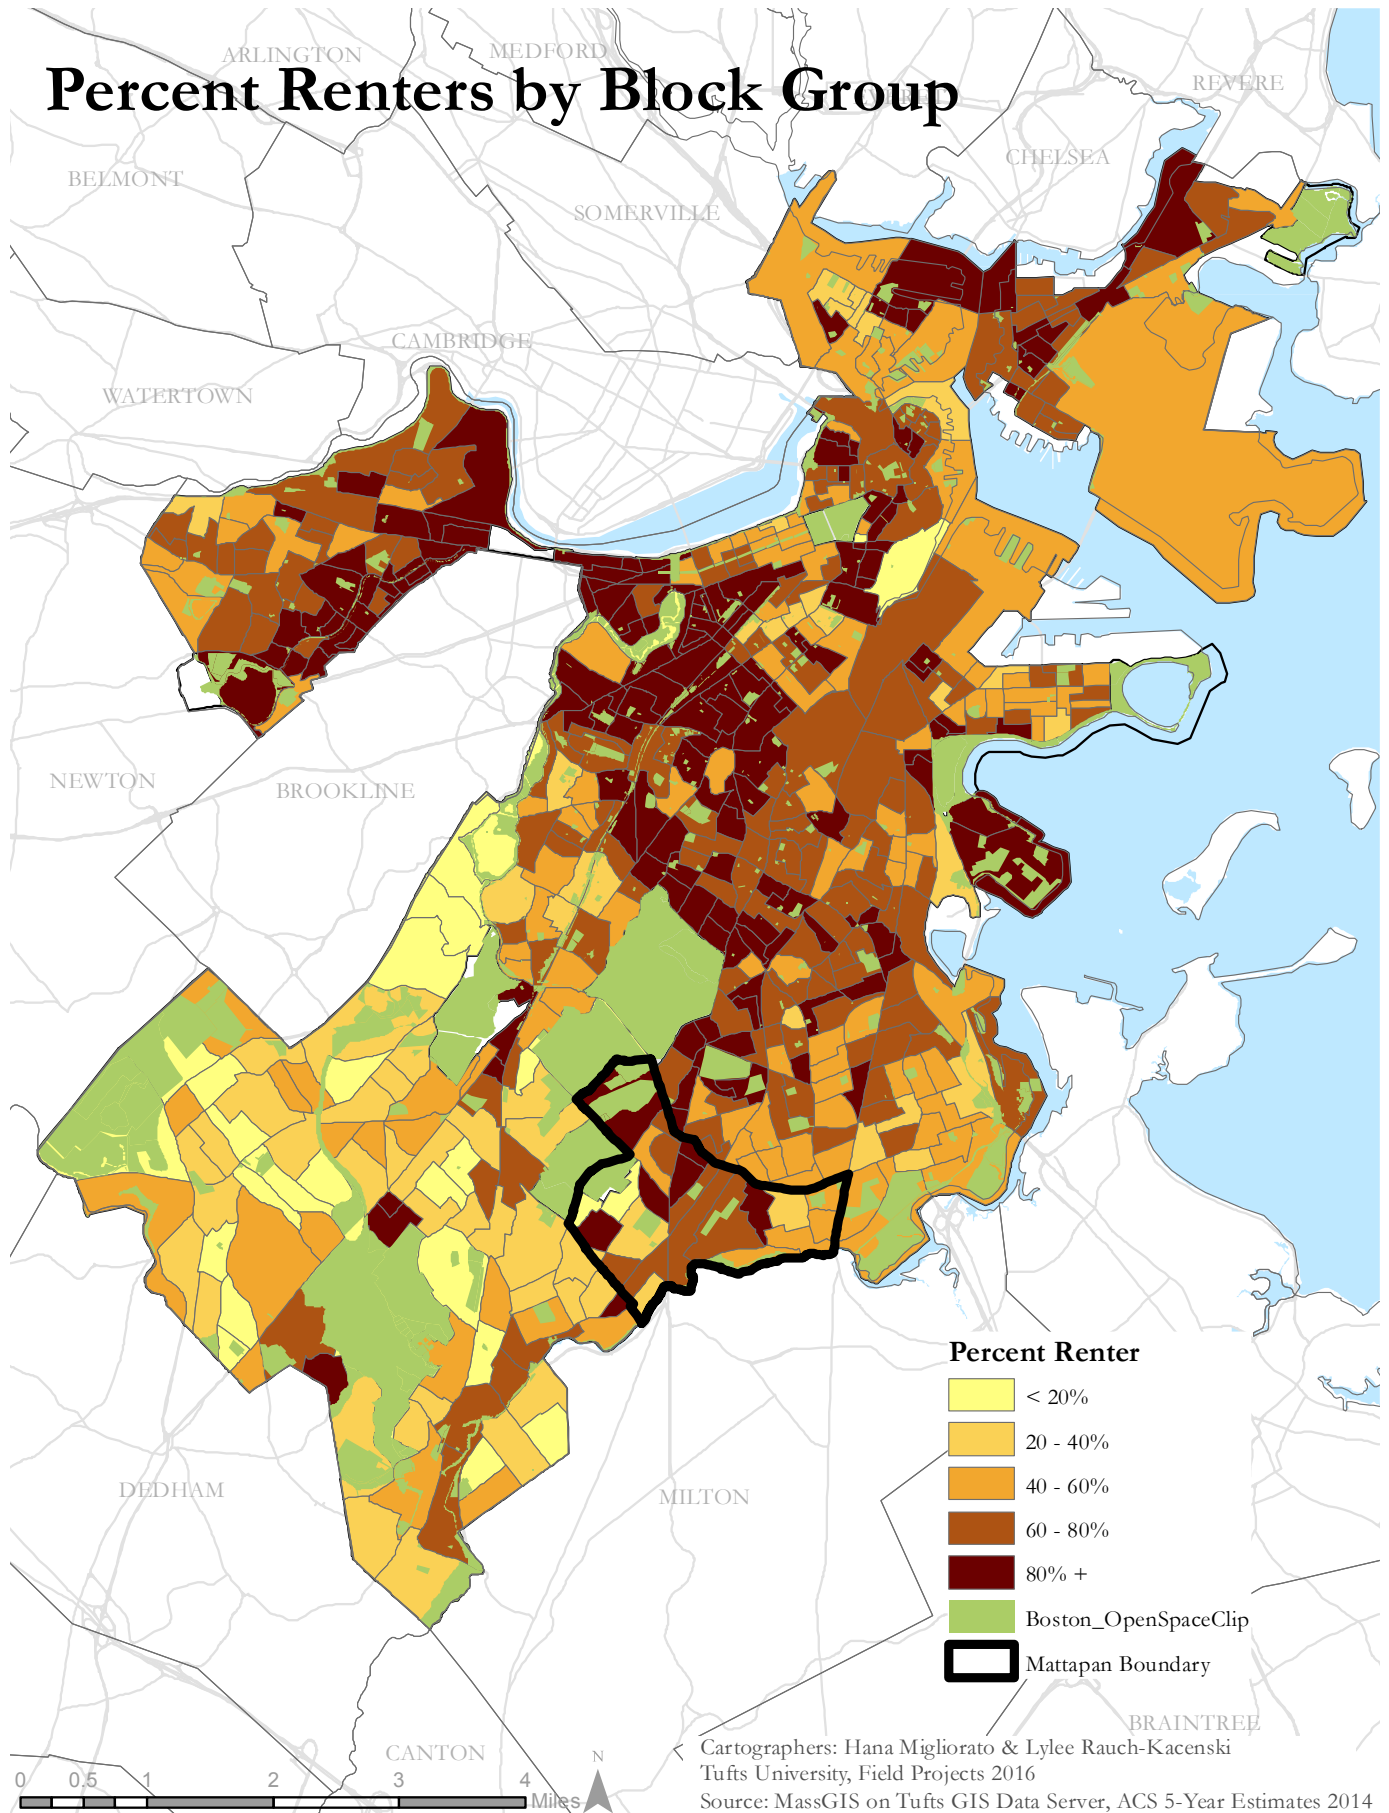 ARLINGTON
MEDFORD
REVERE
Percent Renters by Block Group
CHELSEA
BELMONT
SOMERVILLE
CAMBRIDGE
WATERTOWN
NEWTON
BROOKLINE
Percent Renter
< 20%
20 - 40%
40 - 60%
60 - 80%
80% +
Boston_OpenSpaceClip
Mattapan Boundary
DEDHAM
MILTON
BRAINTREE
CANTON
N
0 0.5 1 2 3 4
Miles
Cartographers: Hana Migliorato & Lylee Rauch-Kacenski
Tufts University, Field Projects 2016
Source: MassGIS on Tufts GIS Data Server, ACS 5-Year Estimates 2014